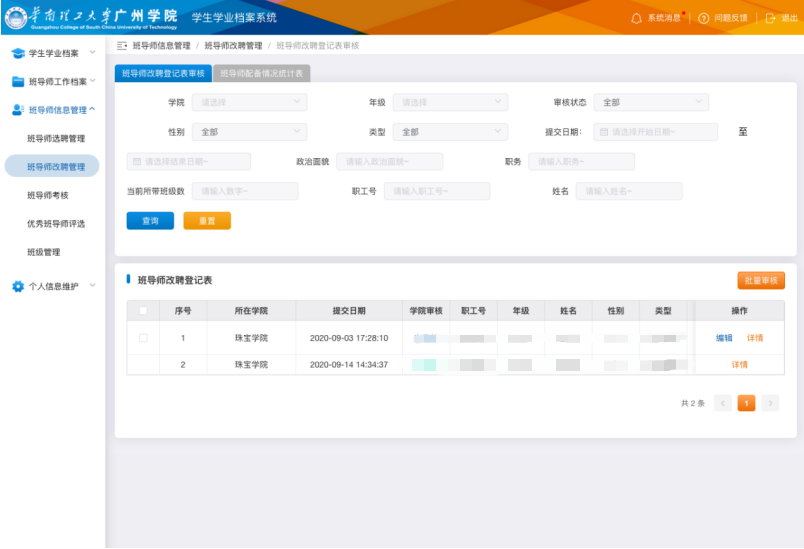 华南理工大学广州学院 学生学业档案系统 系统消息 问题反馈 退出
Guangzhou College of South China University of Technology
学生学业档案
班导师工作档案
班导师信息管理
班导师选聘管理
班导师改聘管理
班导师考核
优秀班导师评选
班级管理
个人信息维护
班导师信息管理 / 班导师改聘管理 / 班导师改聘登记表审核
班导师改聘登记表审核 班导师配备情况统计表
学院 请选择 年级 请选择 审核状态 全部
性别 全部 类型 全部 提交日期: 请选择开始日期~ 至
请选择结束日期~ 政治面貌 请输入政治面貌~ 职务 请输入职务~
当前所带班级数 请输入数字~ 职工号 请输入职工号~ 姓名 请输入姓名~
查询 重置
班导师改聘登记表 批量审核
序号 所在学院 提交日期 学院审核 职工号 年级 姓名 性别 类型 操作
1 珠宝学院 2020-09-03 17:28:10 编辑 详情
2 珠宝学院 2020-09-14 14:34:37 详情
共 2 条 < 1 >